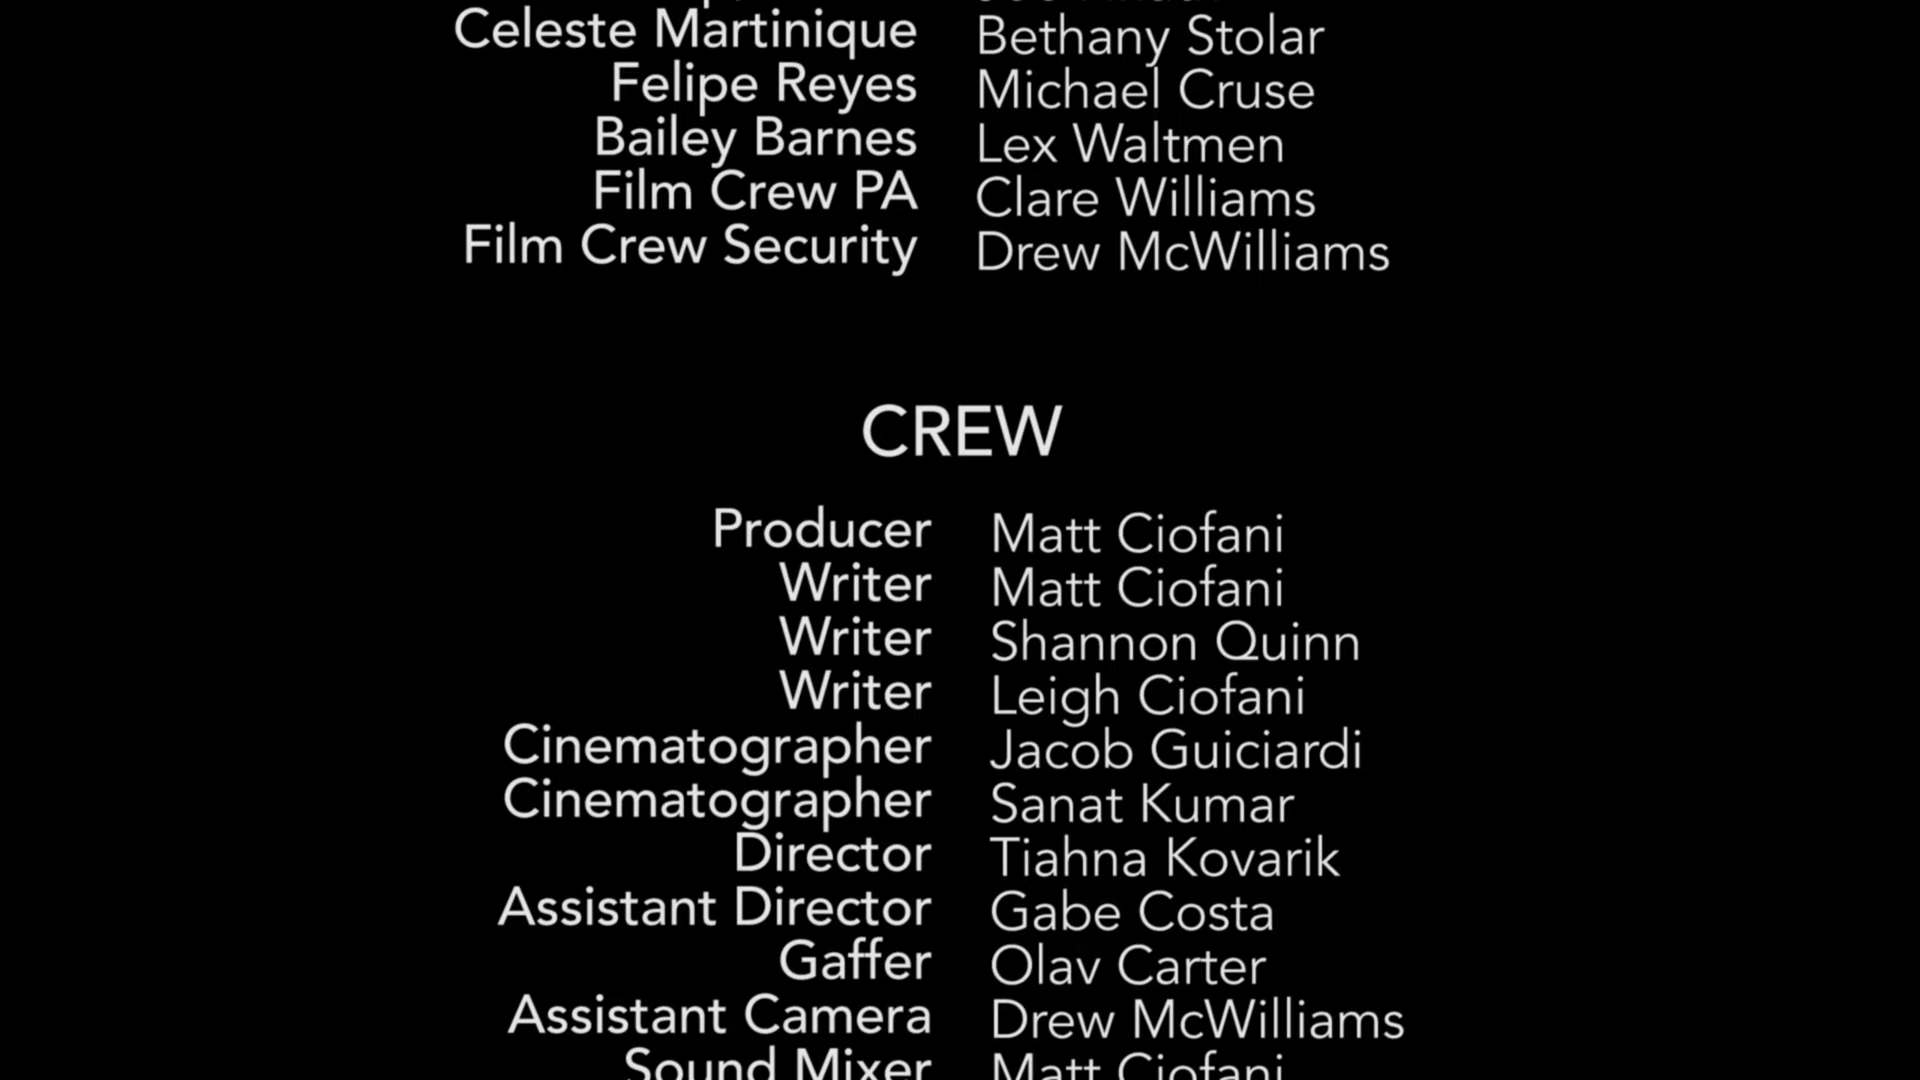 Celeste Martinique Bethany Stolar
Felipe Reyes Michael Cruse
Bailey Barnes Lex Waltmen
Film Crew PA Clare Williams
Film Crew Security Drew McWilliams
CREW
Producer Matt Ciofani
Writer Matt Ciofani
Writer Shannon Quinn
Writer Leigh Ciofani
Cinematographer Jacob Guiciardi
Cinematographer Sanat Kumar
Director Tiahna Kovarik
Assistant Director Gabe Costa
Gaffer Olav Carter
Assistant Camera Drew McWilliams
Sound Mixer Matt Ciofani